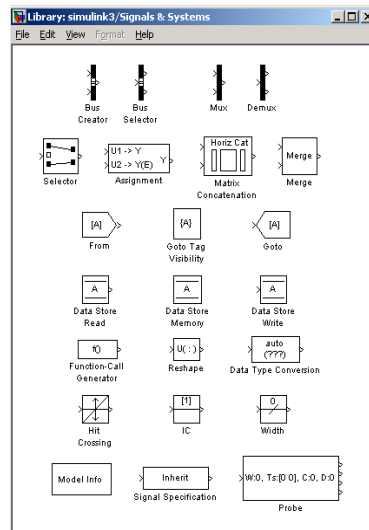 Library: simulink3/Signals & Systems
File Edit View Format Help
Bus Creator
Bus Selector
Mux
Demux
Selector
U1 -> Y
U2 -> Y(E)
Y
Assignment
Horiz Cat
Matrix Concatenation
Merge
Merge
[A]
From
{A}
Goto Tag Visibility
[A]
Goto
A
Data Store Read
A
Data Store Memory
A
Data Store Write
f()
Function-Call Generator
U( : )
Reshape
auto
(???)
Data Type Conversion
Hit Crossing
[1]
IC
0
Width
Model Info
Inherit
Signal Specification
W:0, Ts:[0 0], C:0, D:0
Probe